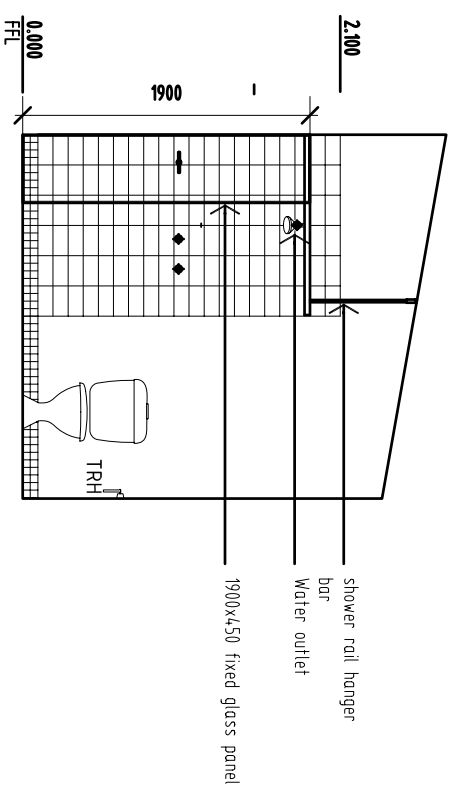 2.100
0.000
FFL
1900
TRH
shower rail hanger
bar
Water outlet
1900x450 fixed glass panel